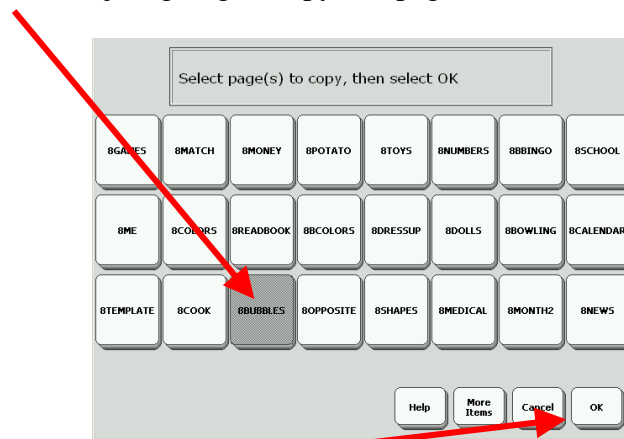 Select page(s) to copy, then select OK
8GAMES 8MATCH 8MONEY 8POTATO 8TOYS 8NUMBERS 8BBINGO 8SCHOOL
8ME 8COLORS 8READBOOK 8BCOLORS 8DRESSUP 8DOLLS 8BOWLING 8CALENDAR
8TEMPLATE 8COOK 8BUBBLES 8OPPOSITE 8SHAPES 8MEDICAL 8MONTH2 8NEWS
Help More Items Cancel OK